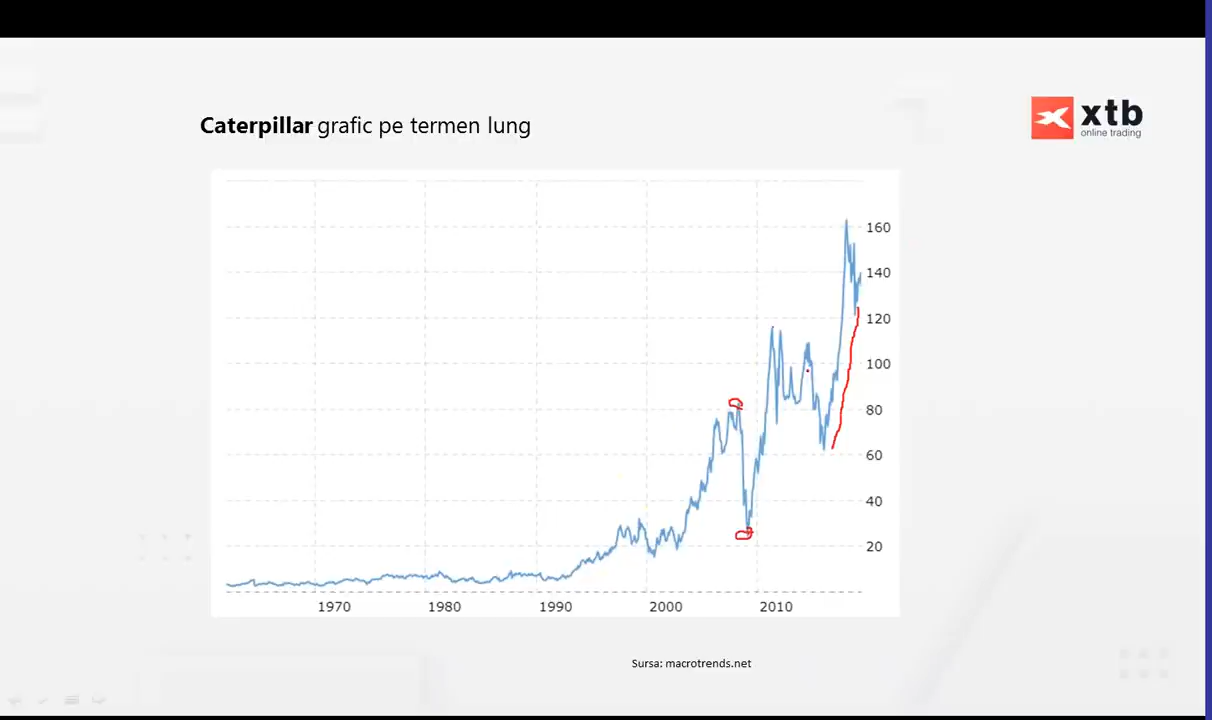 Caterpillar grafic pe termen lung
xtb
online trading
160
140
120
100
80
60
40
20
1970 1980 1990 2000 2010
Sursa: macrotrends.net